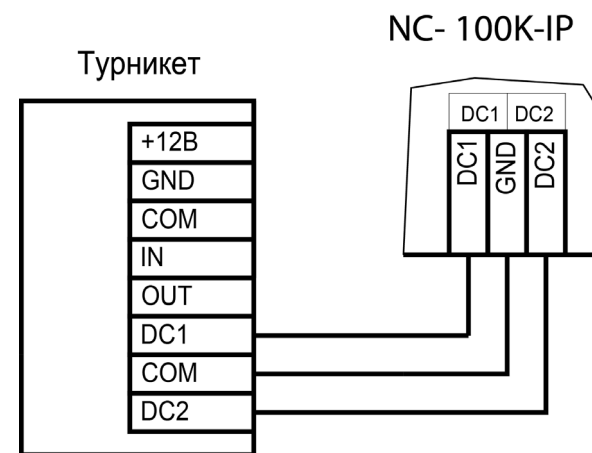 NC- 100K-IP
Турникет
DC1 DC2
DC1 GND DC2
+12В
GND
COM
IN
OUT
DC1
COM
DC2